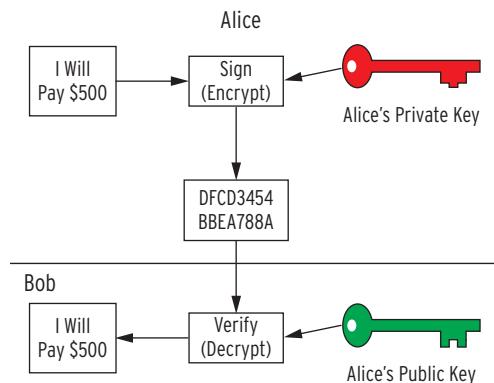 Alice
I Will
Pay $500
Sign
(Encrypt)
Alice's Private Key
DFCD3454
BBEA788A
Bob
I Will
Pay $500
Verify
(Decrypt)
Alice's Public Key